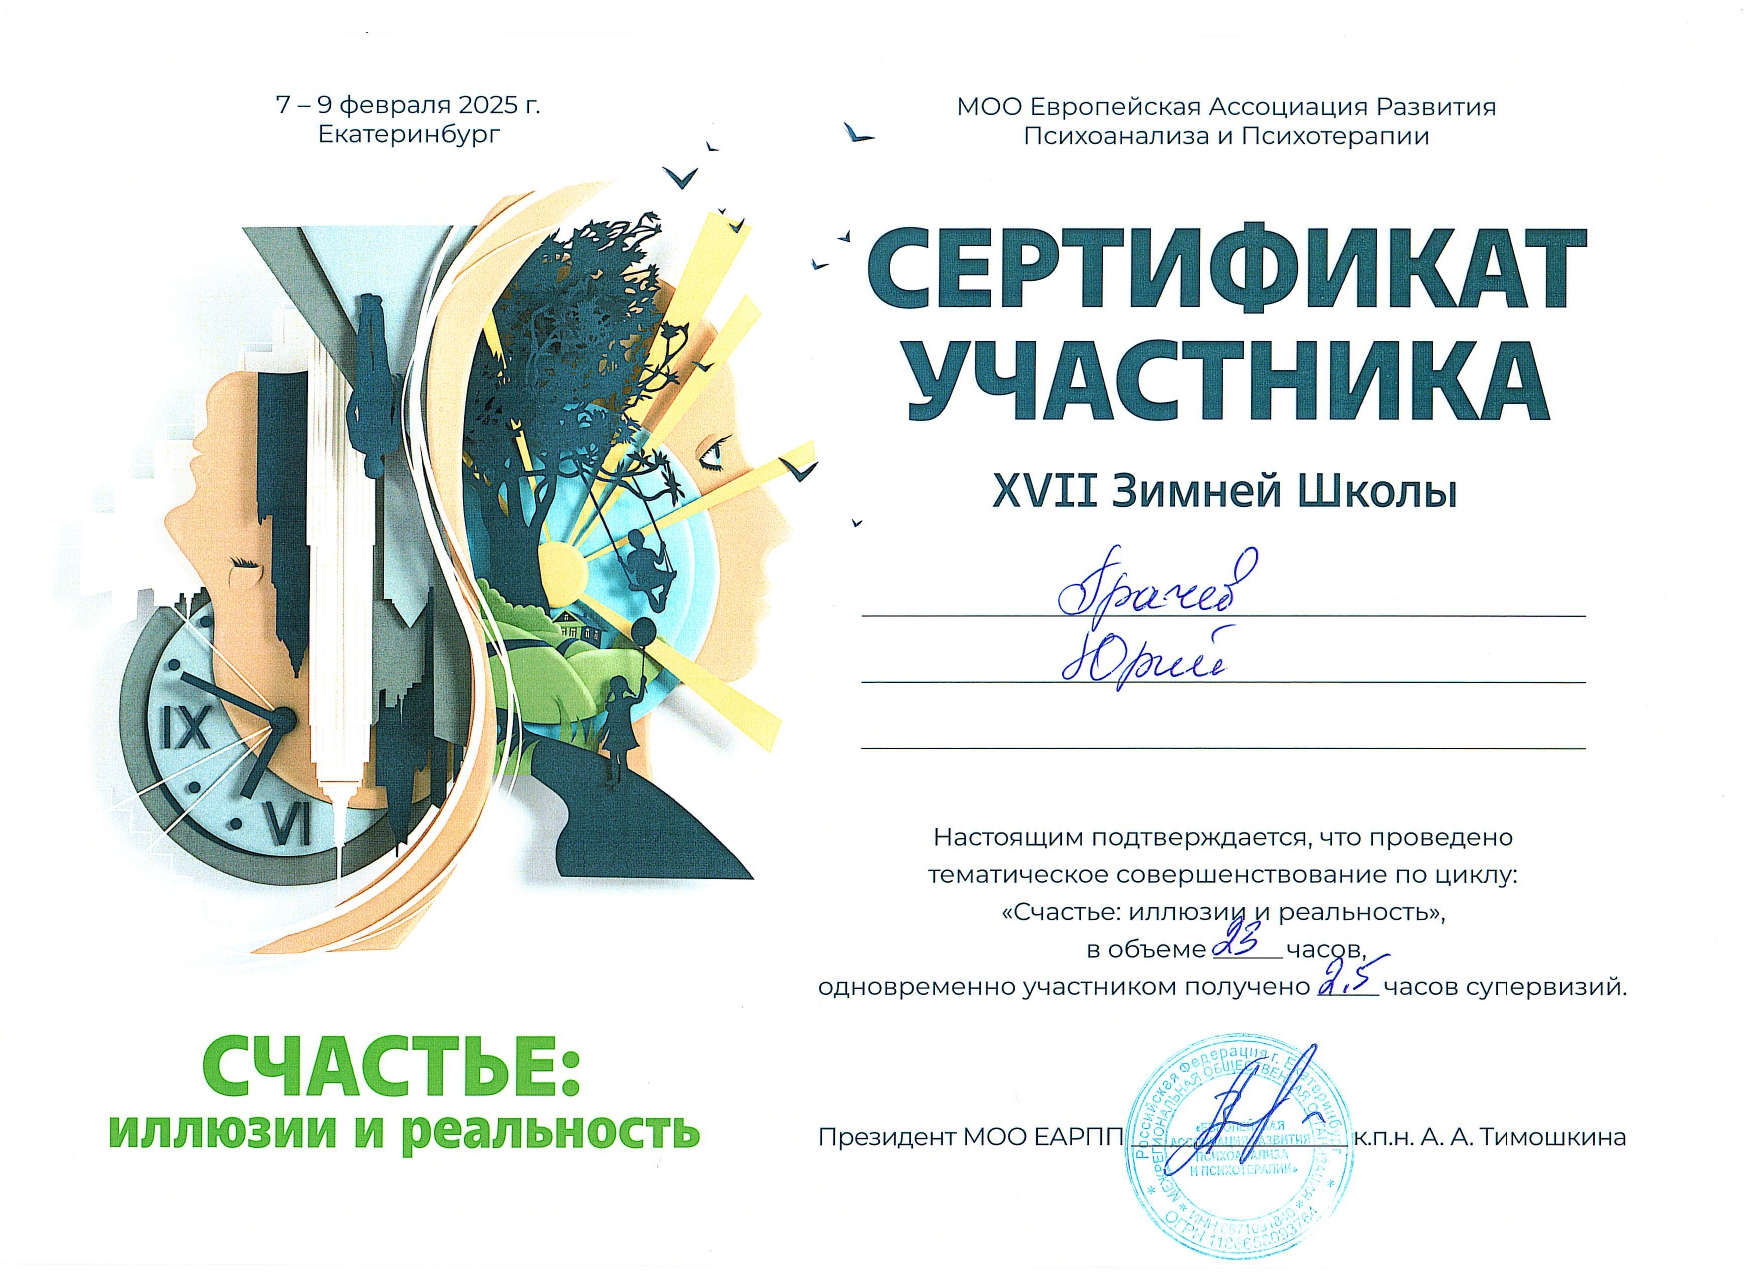 7 – 9 февраля 2025 г.
Екатеринбург
IX
VI
СЧАСТЬЕ:
иллюзии и реальность
МОО Европейская Ассоциация Развития
Психоанализа и Психотерапии
СЕРТИФИКАТ
УЧАСТНИКА
XVII Зимней Школы
Грачев
Юрий
Настоящим подтверждается, что проведено
тематическое совершенствование по циклу:
«Счастье: иллюзии и реальность»,
в объеме 23 часов,
одновременно участником получено 2,5 часов супервизий.
Президент МОО ЕАРПП к.п.н. А. А. Тимошкина
Российская Федерация г. Екатеринбург
МЕЖРЕГИОНАЛЬНАЯ ОБЩЕСТВЕННАЯ ОРГАНИЗАЦИЯ
«ЕВРОПЕЙСКАЯ
АССОЦИАЦИЯ РАЗВИТИЯ
ПСИХОАНАЛИЗА
И ПСИХОТЕРАПИИ»
ИНН
ОГРН